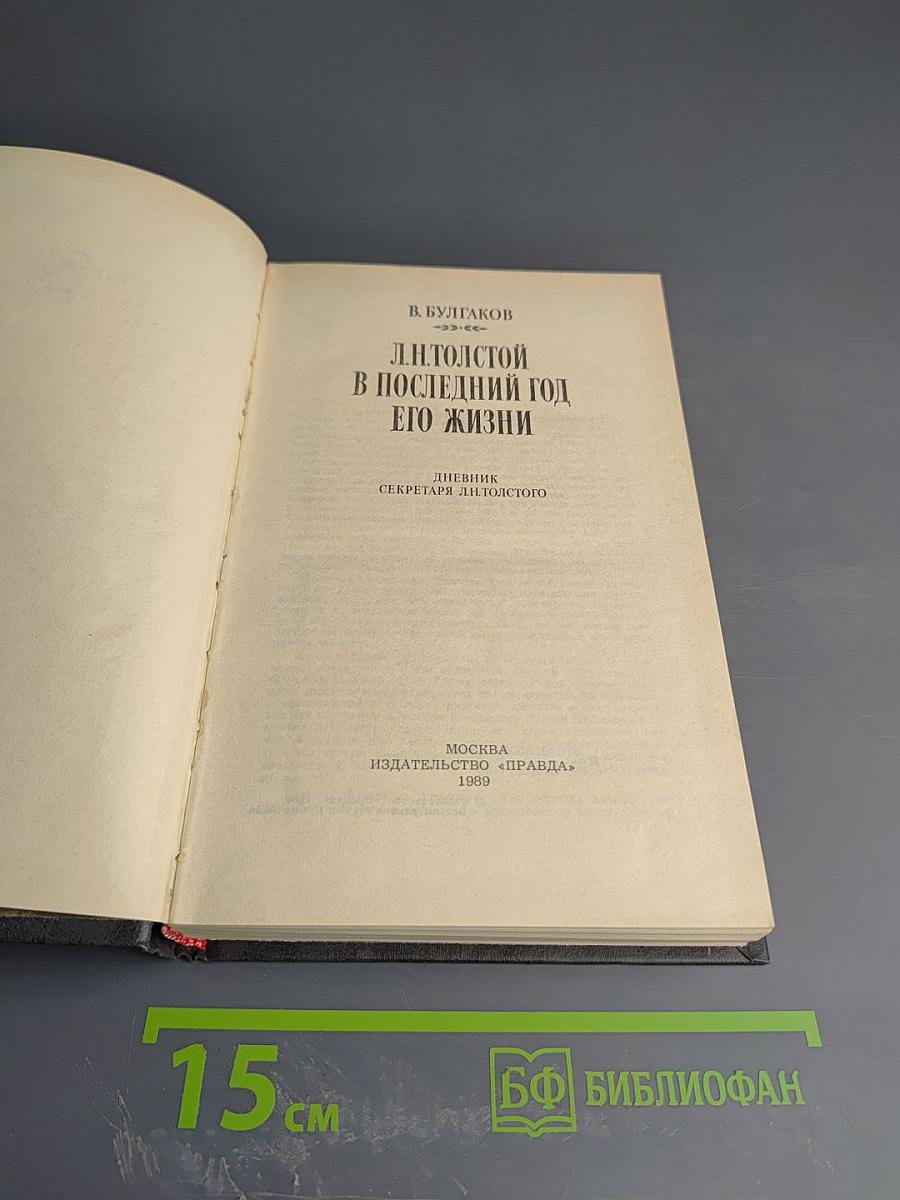 В. БУЛГАКОВ
Л.Н.ТОЛСТОЙ
В ПОСЛЕДНИЙ ГОД
ЕГО ЖИЗНИ
ДНЕВНИК
СЕКРЕТАРЯ Л.Н.ТОЛСТОГО
МОСКВА
ИЗДАТЕЛЬСТВО «ПРАВДА»
1989
15 см
БФ БИБЛИОФАН